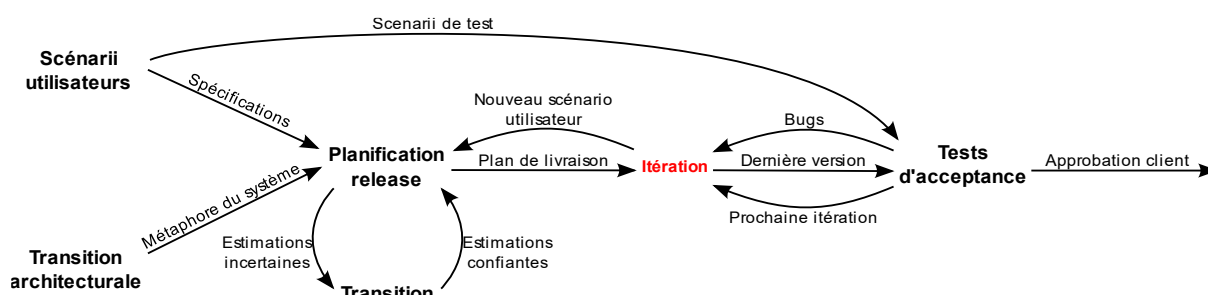 Scenarii de test
Scénarii
utilisateurs
Spécifications
Nouveau scénario
utilisateur
Bugs
Planification
release
Plan de livraison
Itération
Dernière version
Tests
d'acceptance
Approbation client
Métaphore du système
Prochaine itération
Transition
architecturale
Estimations
incertaines
Estimations
confiantes
Transition